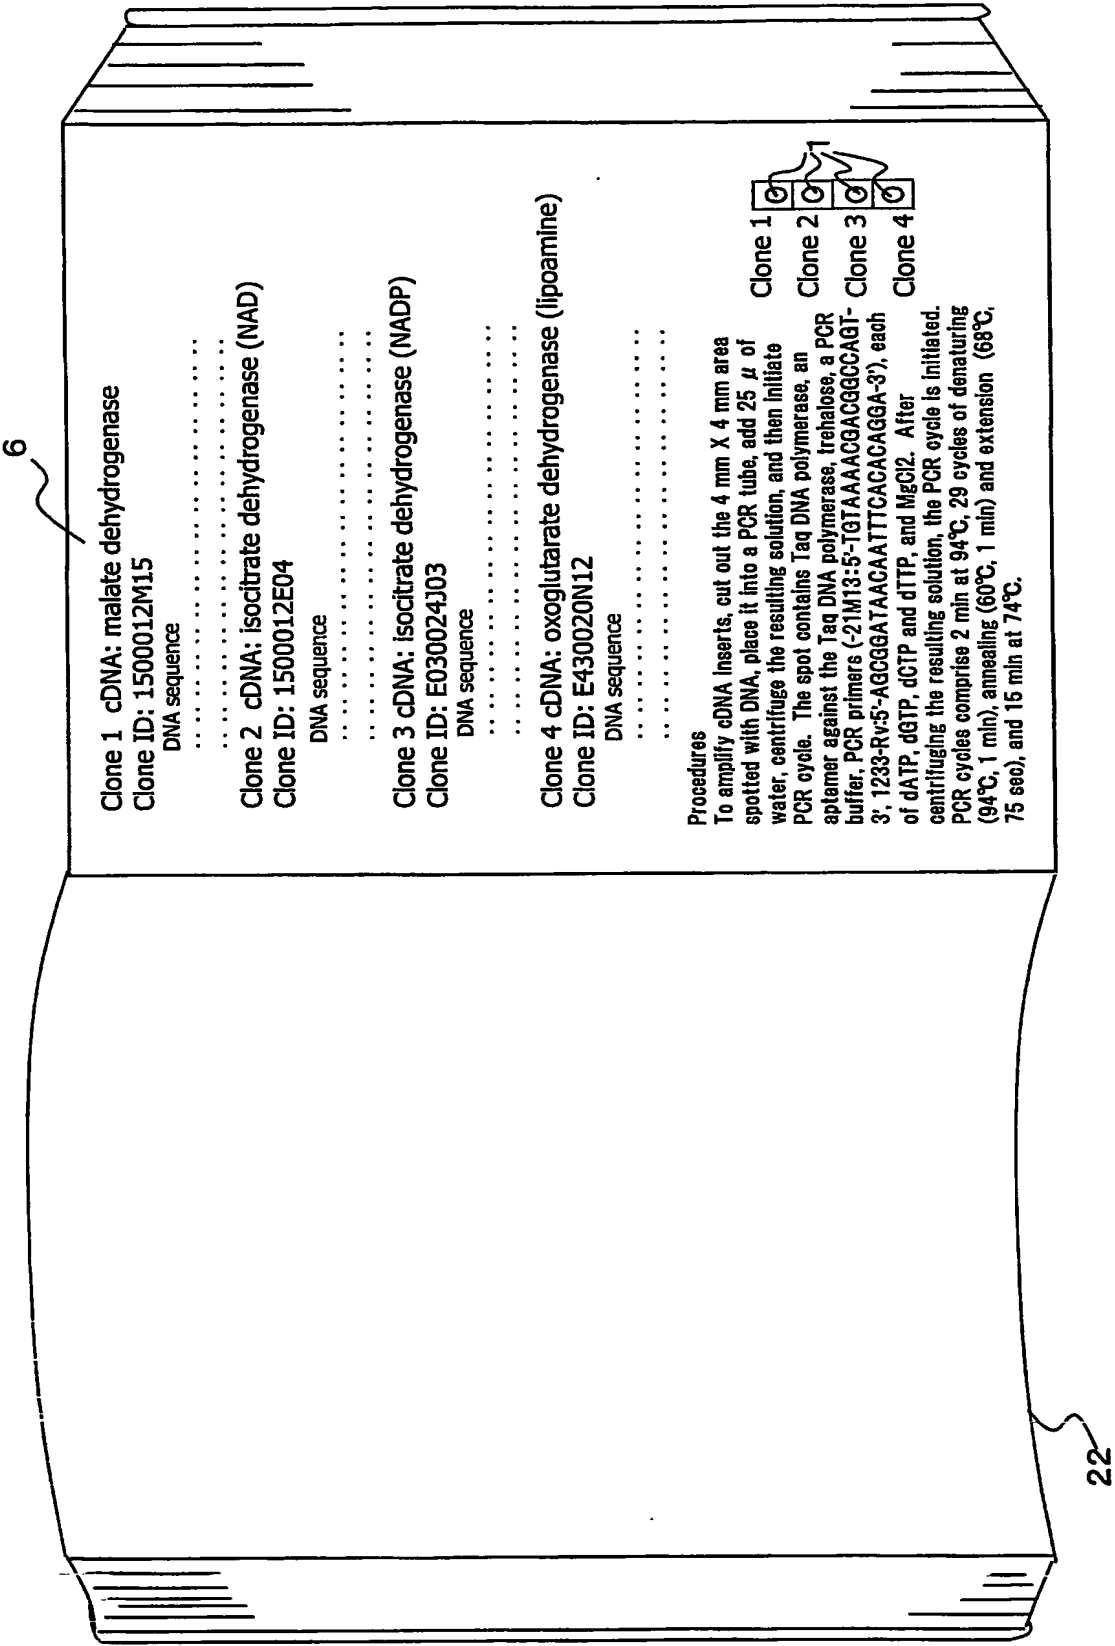 6
Clone 1 cDNA: malate dehydrogenase
Clone ID: 1500012M15
DNA sequence
........................................
........................................
Clone 2 cDNA: isocitrate dehydrogenase (NAD)
Clone ID: 1500012E04
DNA sequence
........................................
........................................
Clone 3 cDNA: isocitrate dehydrogenase (NADP)
Clone ID: E030024J03
DNA sequence
........................................
........................................
Clone 4 cDNA: oxoglutarate dehydrogenase (lipoamine)
Clone ID: E430020N12
DNA sequence
........................................
........................................
Procedures
To amplify cDNA inserts, cut out the 4 mm X 4 mm area
spotted with DNA, place it into a PCR tube, add 25 μ of
water, centrifuge the resulting solution, and then initiate
PCR cycle. The spot contains Taq DNA polymerase, an
aptamer against the Taq DNA polymerase, trehalose, a PCR
buffer, PCR primers (-21M13:5'-TGTAAAACGACGGCCAGT-
3', 1233-Rv:5'-AGCGGATAACAATTTCACACAGGA-3'), each
of dATP, dGTP, dCTP and dTTP, and MgCl2. After
centrifuging the resulting solution, the PCR cycle is initiated.
PCR cycles comprise 2 min at 94℃, 29 cycles of denaturing
(94℃, 1 min), annealing (60℃, 1 min) and extension (68℃,
75 sec), and 15 min at 74℃.
Clone 1
Clone 2
Clone 3
Clone 4
1
22